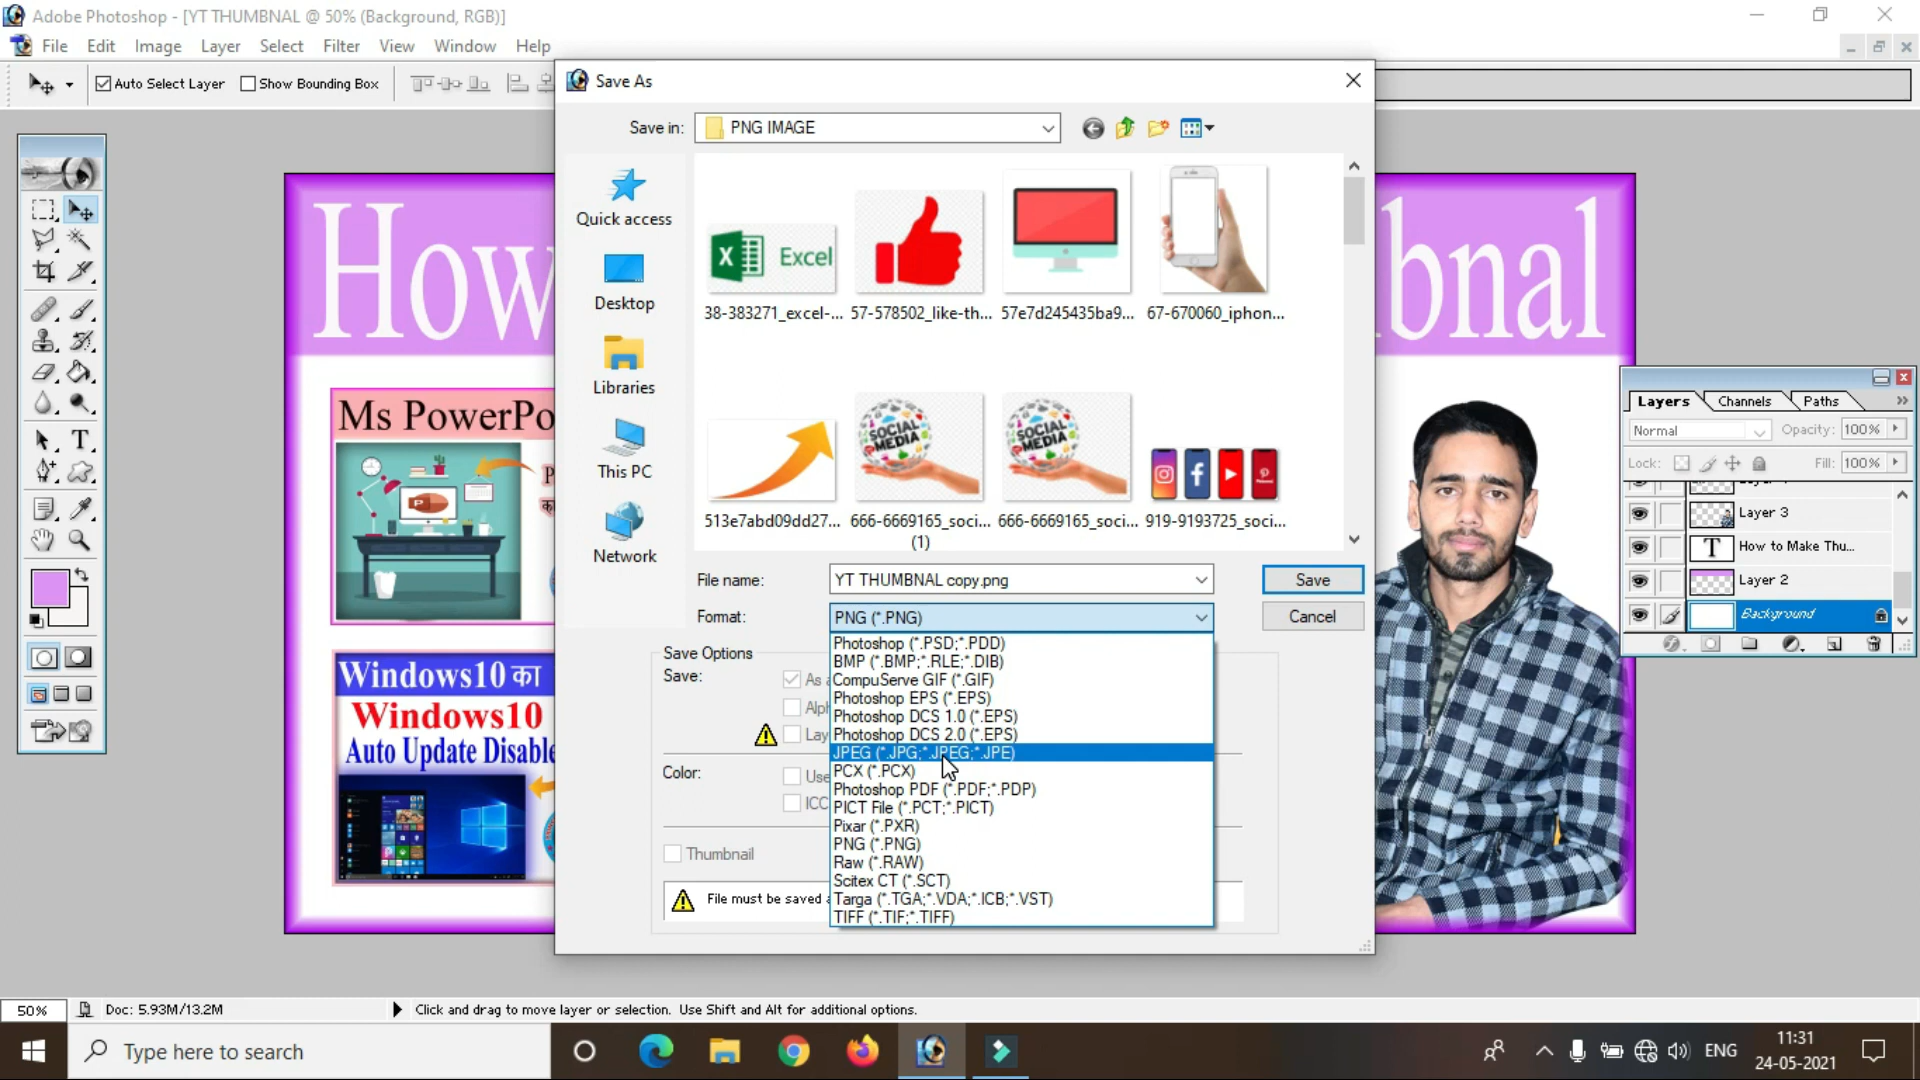 Adobe Photoshop - [YT THUMBNAL @ 50% (Background, RGB)]
File Edit Image Layer Select Filter View Window Help
Auto Select Layer Show Bounding Box
Save As
Save in: PNG IMAGE
Quick access
Desktop
Libraries
This PC
Network
Excel
38-383271_excel-... 57-578502_like-th... 57e7d245435ba9... 67-670060_iphon...
SOCIAL MEDIA SOCIAL MEDIA
513e7abd09dd27... 666-6669165_soci... 666-6669165_soci... 919-9193725_soci...
(1)
File name: YT THUMBNAL copy.png Save
Format: PNG (*.PNG) Cancel
Photoshop (*.PSD;*.PDD)
BMP (*.BMP;*.RLE;*.DIB)
CompuServe GIF (*.GIF)
Photoshop EPS (*.EPS)
Photoshop DCS 1.0 (*.EPS)
Photoshop DCS 2.0 (*.EPS)
JPEG (*.JPG;*.JPEG;*.JPE)
PCX (*.PCX)
Photoshop PDF (*.PDF;*.PDP)
PICT File (*.PCT;*.PICT)
Pixar (*.PXR)
PNG (*.PNG)
Raw (*.RAW)
Scitex CT (*.SCT)
Targa (*.TGA;*.VDA;*.ICB;*.VST)
TIFF (*.TIF;*.TIFF)
Save Options
Save: As a
Alph
Lay
Color: Use
ICC
Thumbnail
File must be saved
How bnal
Ms PowerPo
Windows10 का
Windows10
Auto Update Disable
Layers Channels Paths
Normal Opacity: 100%
Lock: Fill: 100%
Layer 3
How to Make Thu...
Layer 2
Background
50% Doc: 5.93M/13.2M Click and drag to move layer or selection. Use Shift and Alt for additional options.
Type here to search
ENG
11:31
24-05-2021